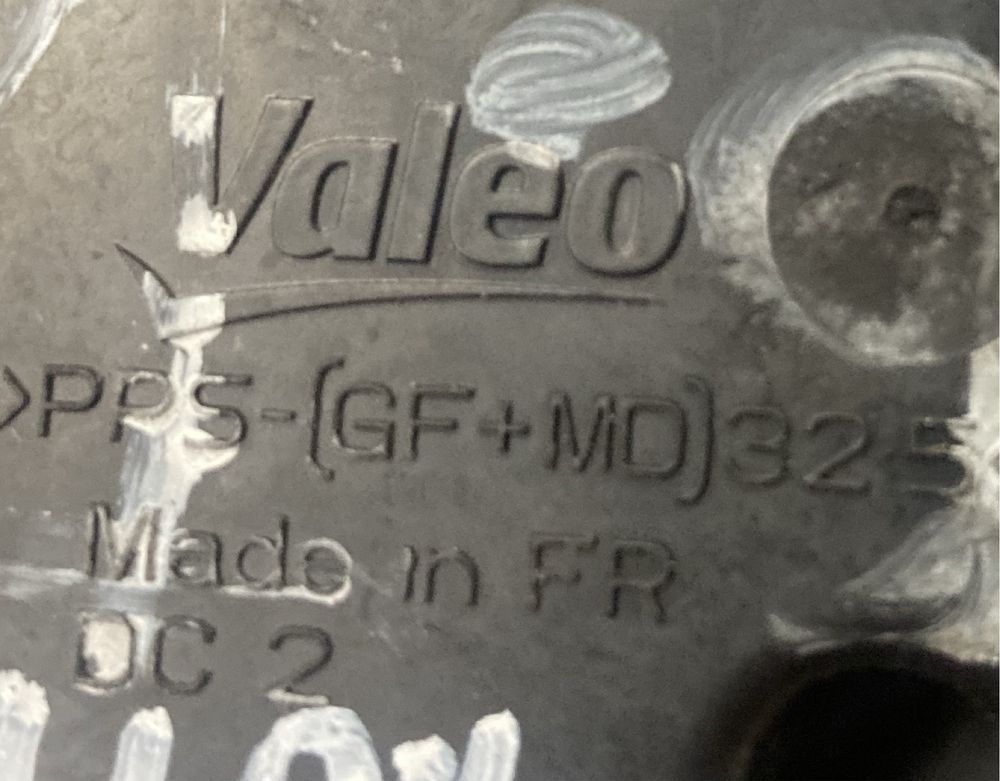 Valeo
>PPS-(GF+MD)32
Made in FR
DC 2